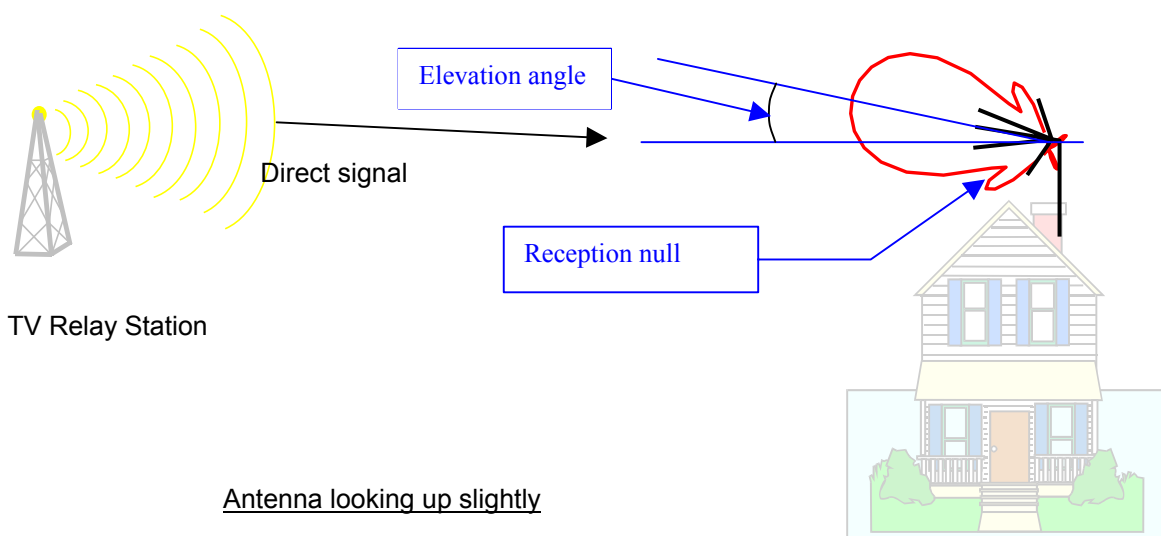 Elevation angle
Direct signal
Reception null
TV Relay Station
Antenna looking up slightly